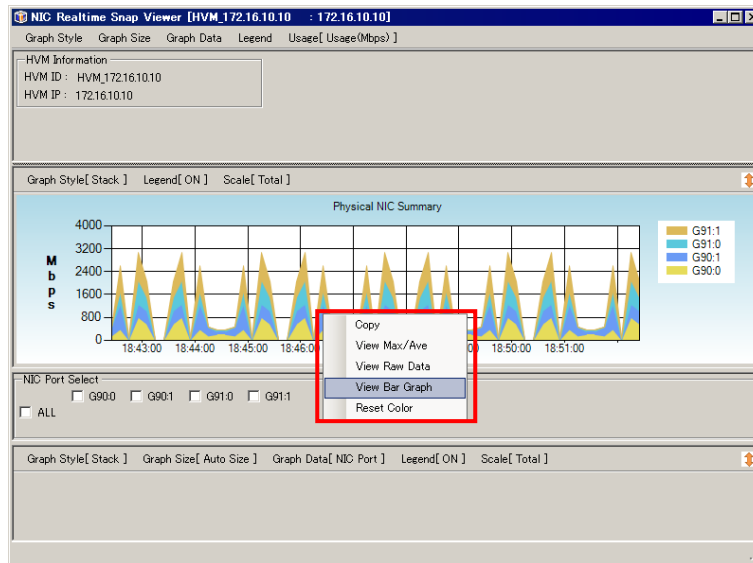 NIC Realtime Snap Viewer [HVM_172.16.10.10 : 172.16.10.10]
Graph Style Graph Size Graph Data Legend Usage[ Usage(Mbps) ]
HVM Information
HVM ID : HVM_172.16.10.10
HVM IP : 172.16.10.10
Graph Style[ Stack ] Legend[ ON ] Scale[ Total ]
Physical NIC Summary
4000
3200
2400
1600
800
0
Mbps
18:43:00 18:44:00 18:45:00 18:46:00 18:50:00 18:51:00
G91:1
G91:0
G90:1
G90:0
Copy
View Max/Ave
View Raw Data
View Bar Graph
Reset Color
NIC Port Select
G90:0 G90:1 G91:0 G91:1
ALL
Graph Style[ Stack ] Graph Size[ Auto Size ] Graph Data[ NIC Port ] Legend[ ON ] Scale[ Total ]